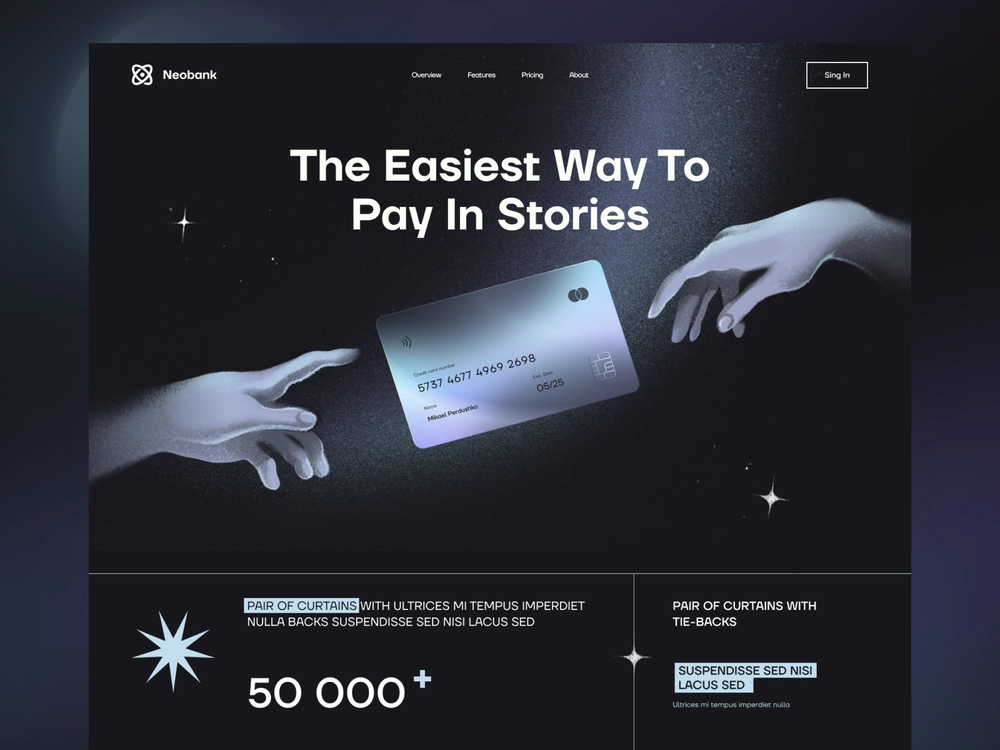 Neobank
Overview
Features
Pricing
About
Sing In
The Easiest Way To
Pay In Stories
Credit card number
5737 4677 4969 2698
Name
Mikael Perdushko
Exp. Date
05/25
PAIR OF CURTAINS WITH ULTRICES MI TEMPUS IMPERDIET
NULLA BACKS SUSPENDISSE SED NISI LACUS SED
50 000+
PAIR OF CURTAINS WITH
TIE-BACKS
SUSPENDISSE SED NISI
LACUS SED
Ultrices mi tempus imperdiet nulla